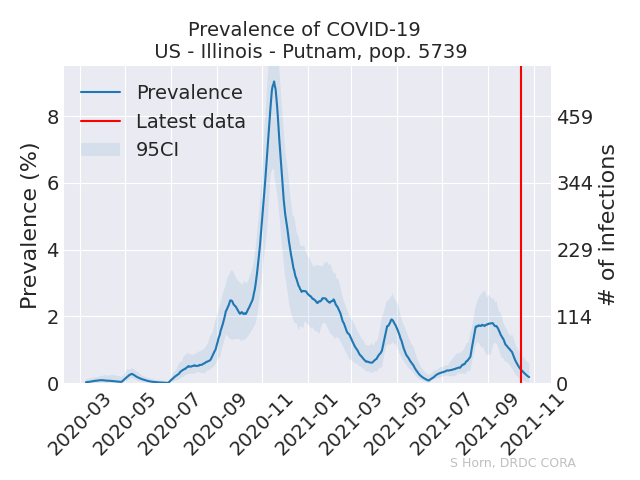 Prevalence of COVID-19
US - Illinois - Putnam, pop. 5739
Prevalence
Latest data
95CI
Prevalence (%)
8
6
4
2
0
# of infections
459
344
229
114
0
2020-03
2020-05
2020-07
2020-09
2020-11
2021-01
2021-03
2021-05
2021-07
2021-09
2021-11
S Horn, DRDC CORA